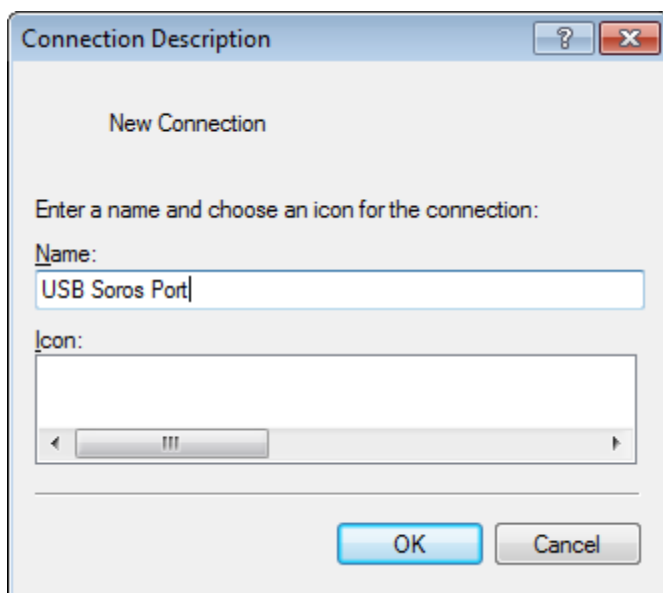 Connection Description
New Connection
Enter a name and choose an icon for the connection:
Name:
USB Soros Port
Icon:
OK Cancel